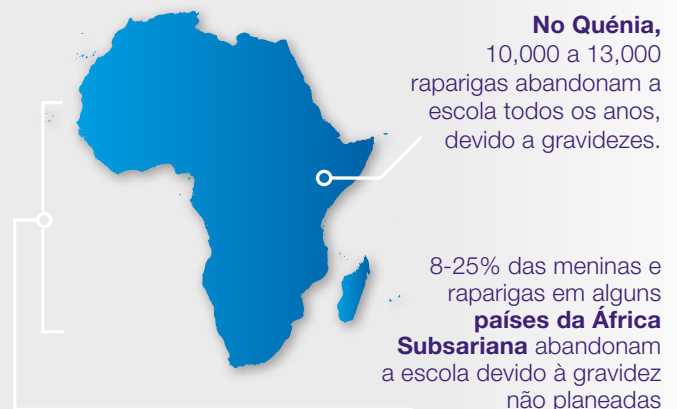 No Quénia,
10,000 a 13,000
raparigas abandonam a
escola todos os anos,
devido a gravidezes.
8-25% das meninas e
raparigas em alguns
países da África
Subsariana abandonam
a escola devido à gravidez
não planeadas